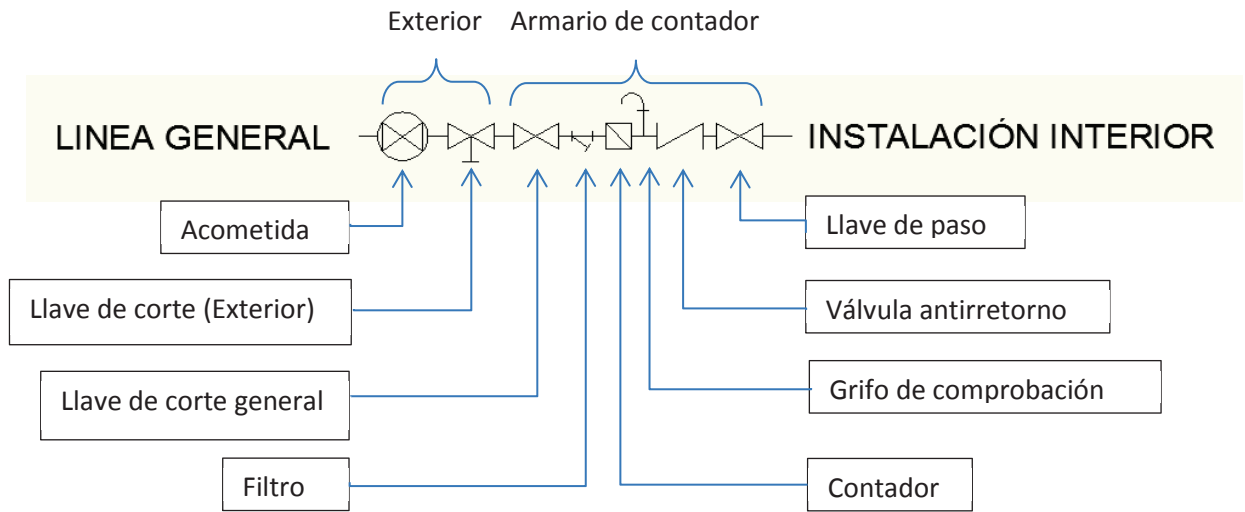 Exterior
Armario de contador
LINEA GENERAL
INSTALACIÓN INTERIOR
Acometida
Llave de paso
Llave de corte (Exterior)
Válvula antirretorno
Llave de corte general
Grifo de comprobación
Filtro
Contador